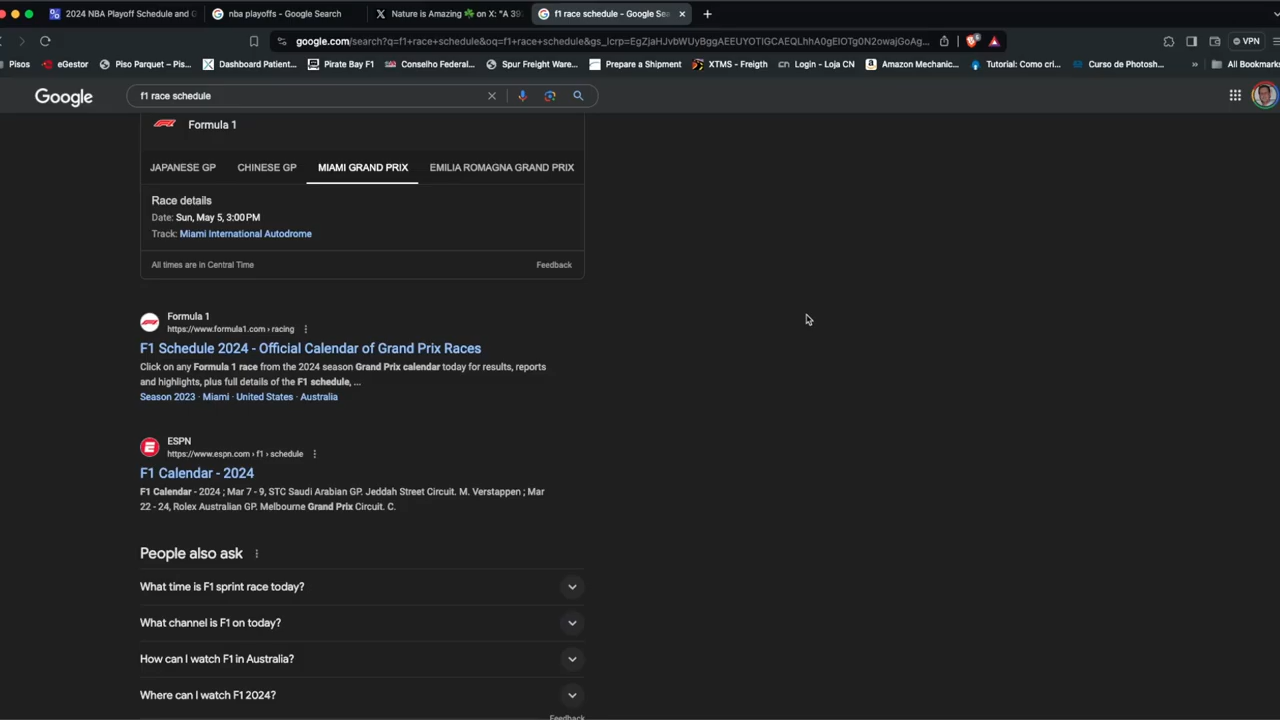 2024 NBA Playoff Schedule and G
nba playoffs - Google Search
Nature is Amazing ☘️ on X: "A 393
f1 race schedule - Google Sea
google.com/search?q=f1+race+schedule&oq=f1+race+schedule&gs_lcrp=
VPN
Pisos
eGestor
Piso Parquet – Pis...
Dashboard Patient...
Pirate Bay F1
Conselho Federal...
Spur Freight Ware...
Prepare a Shipment
XTMS - Freigth
Login - Loja CN
Amazon Mechanic...
Tutorial: Como cri...
Curso de Photosh...
»
All Bookmarks
Google
f1 race schedule
Formula 1
JAPANESE GP
CHINESE GP
MIAMI GRAND PRIX
EMILIA ROMAGNA GRAND PRIX
Race details
Date: Sun, May 5, 3:00 PM
Track: Miami International Autodrome
All times are in Central Time
Feedback
Formula 1
https://www.formula1.com › racing
F1 Schedule 2024 - Official Calendar of Grand Prix Races
Click on any Formula 1 race from the 2024 season Grand Prix calendar today for results, reports
and highlights, plus full details of the F1 schedule, ...
Season 2023 · Miami · United States · Australia
ESPN
https://www.espn.com › f1 › schedule
F1 Calendar - 2024
F1 Calendar - 2024 ; Mar 7 - 9, STC Saudi Arabian GP. Jeddah Street Circuit. M. Verstappen ; Mar
22 - 24, Rolex Australian GP. Melbourne Grand Prix Circuit. C.
People also ask
What time is F1 sprint race today?
What channel is F1 on today?
How can I watch F1 in Australia?
Where can I watch F1 2024?
Feedback